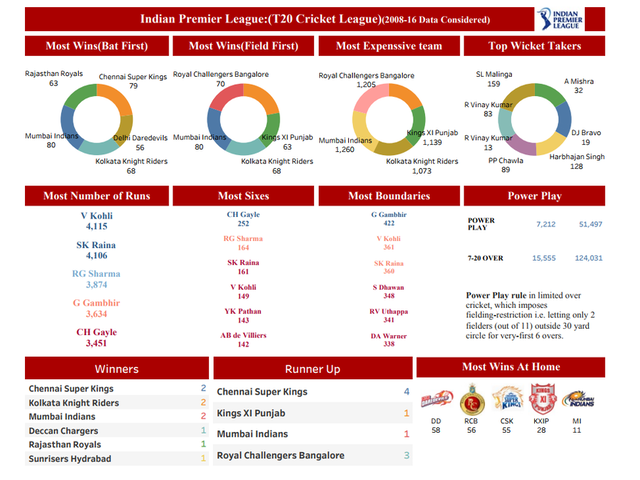 Indian Premier League:(T20 Cricket League)(2008-16 Data Considered)
INDIAN
PREMIER
LEAGUE
Most Wins(Bat First)
Rajasthan Royals
63
Chennai Super Kings
79
Mumbai Indians
80
Delhi Daredevils
56
Kolkata Knight Riders
68
Most Wins(Field First)
Royal Challengers Bangalore
70
Mumbai Indians
80
Kings XI Punjab
63
Kolkata Knight Riders
68
Most Expenssive team
Royal Challengers Bangalore
1,205
Mumbai Indians
1,260
Kings XI Punjab
1,139
Kolkata Knight Riders
1,073
Top Wicket Takers
SL Malinga
159
A Mishra
32
R Vinay Kumar
83
DJ Bravo
19
R Vinay Kumar
13
Harbhajan Singh
128
PP Chawla
89
Most Number of Runs
V Kohli
4,115
SK Raina
4,106
RG Sharma
3,874
G Gambhir
3,634
CH Gayle
3,451
Most Sixes
CH Gayle
252
RG Sharma
164
SK Raina
161
V Kohli
149
YK Pathan
143
AB de Villiers
142
Most Boundaries
G Gambhir
422
V Kohli
361
SK Raina
360
S Dhawan
348
RV Uthappa
341
DA Warner
338
Power Play
POWER
PLAY
7,212 51,497
7-20 OVER 15,555 124,031
Power Play rule in limited over
cricket, which imposes
fielding-restriction i.e. letting only 2
fielders (out of 11) outside 30 yard
circle for very-first 6 overs.
Winners
Chennai Super Kings 2
Kolkata Knight Riders 2
Mumbai Indians 2
Deccan Chargers 1
Rajasthan Royals 1
Sunrisers Hydrabad 1
Runner Up
Chennai Super Kings 4
Kings XI Punjab 1
Mumbai Indians 1
Royal Challengers Bangalore 3
Most Wins At Home
DD RCB CSK KXIP MI
58 56 55 28 11